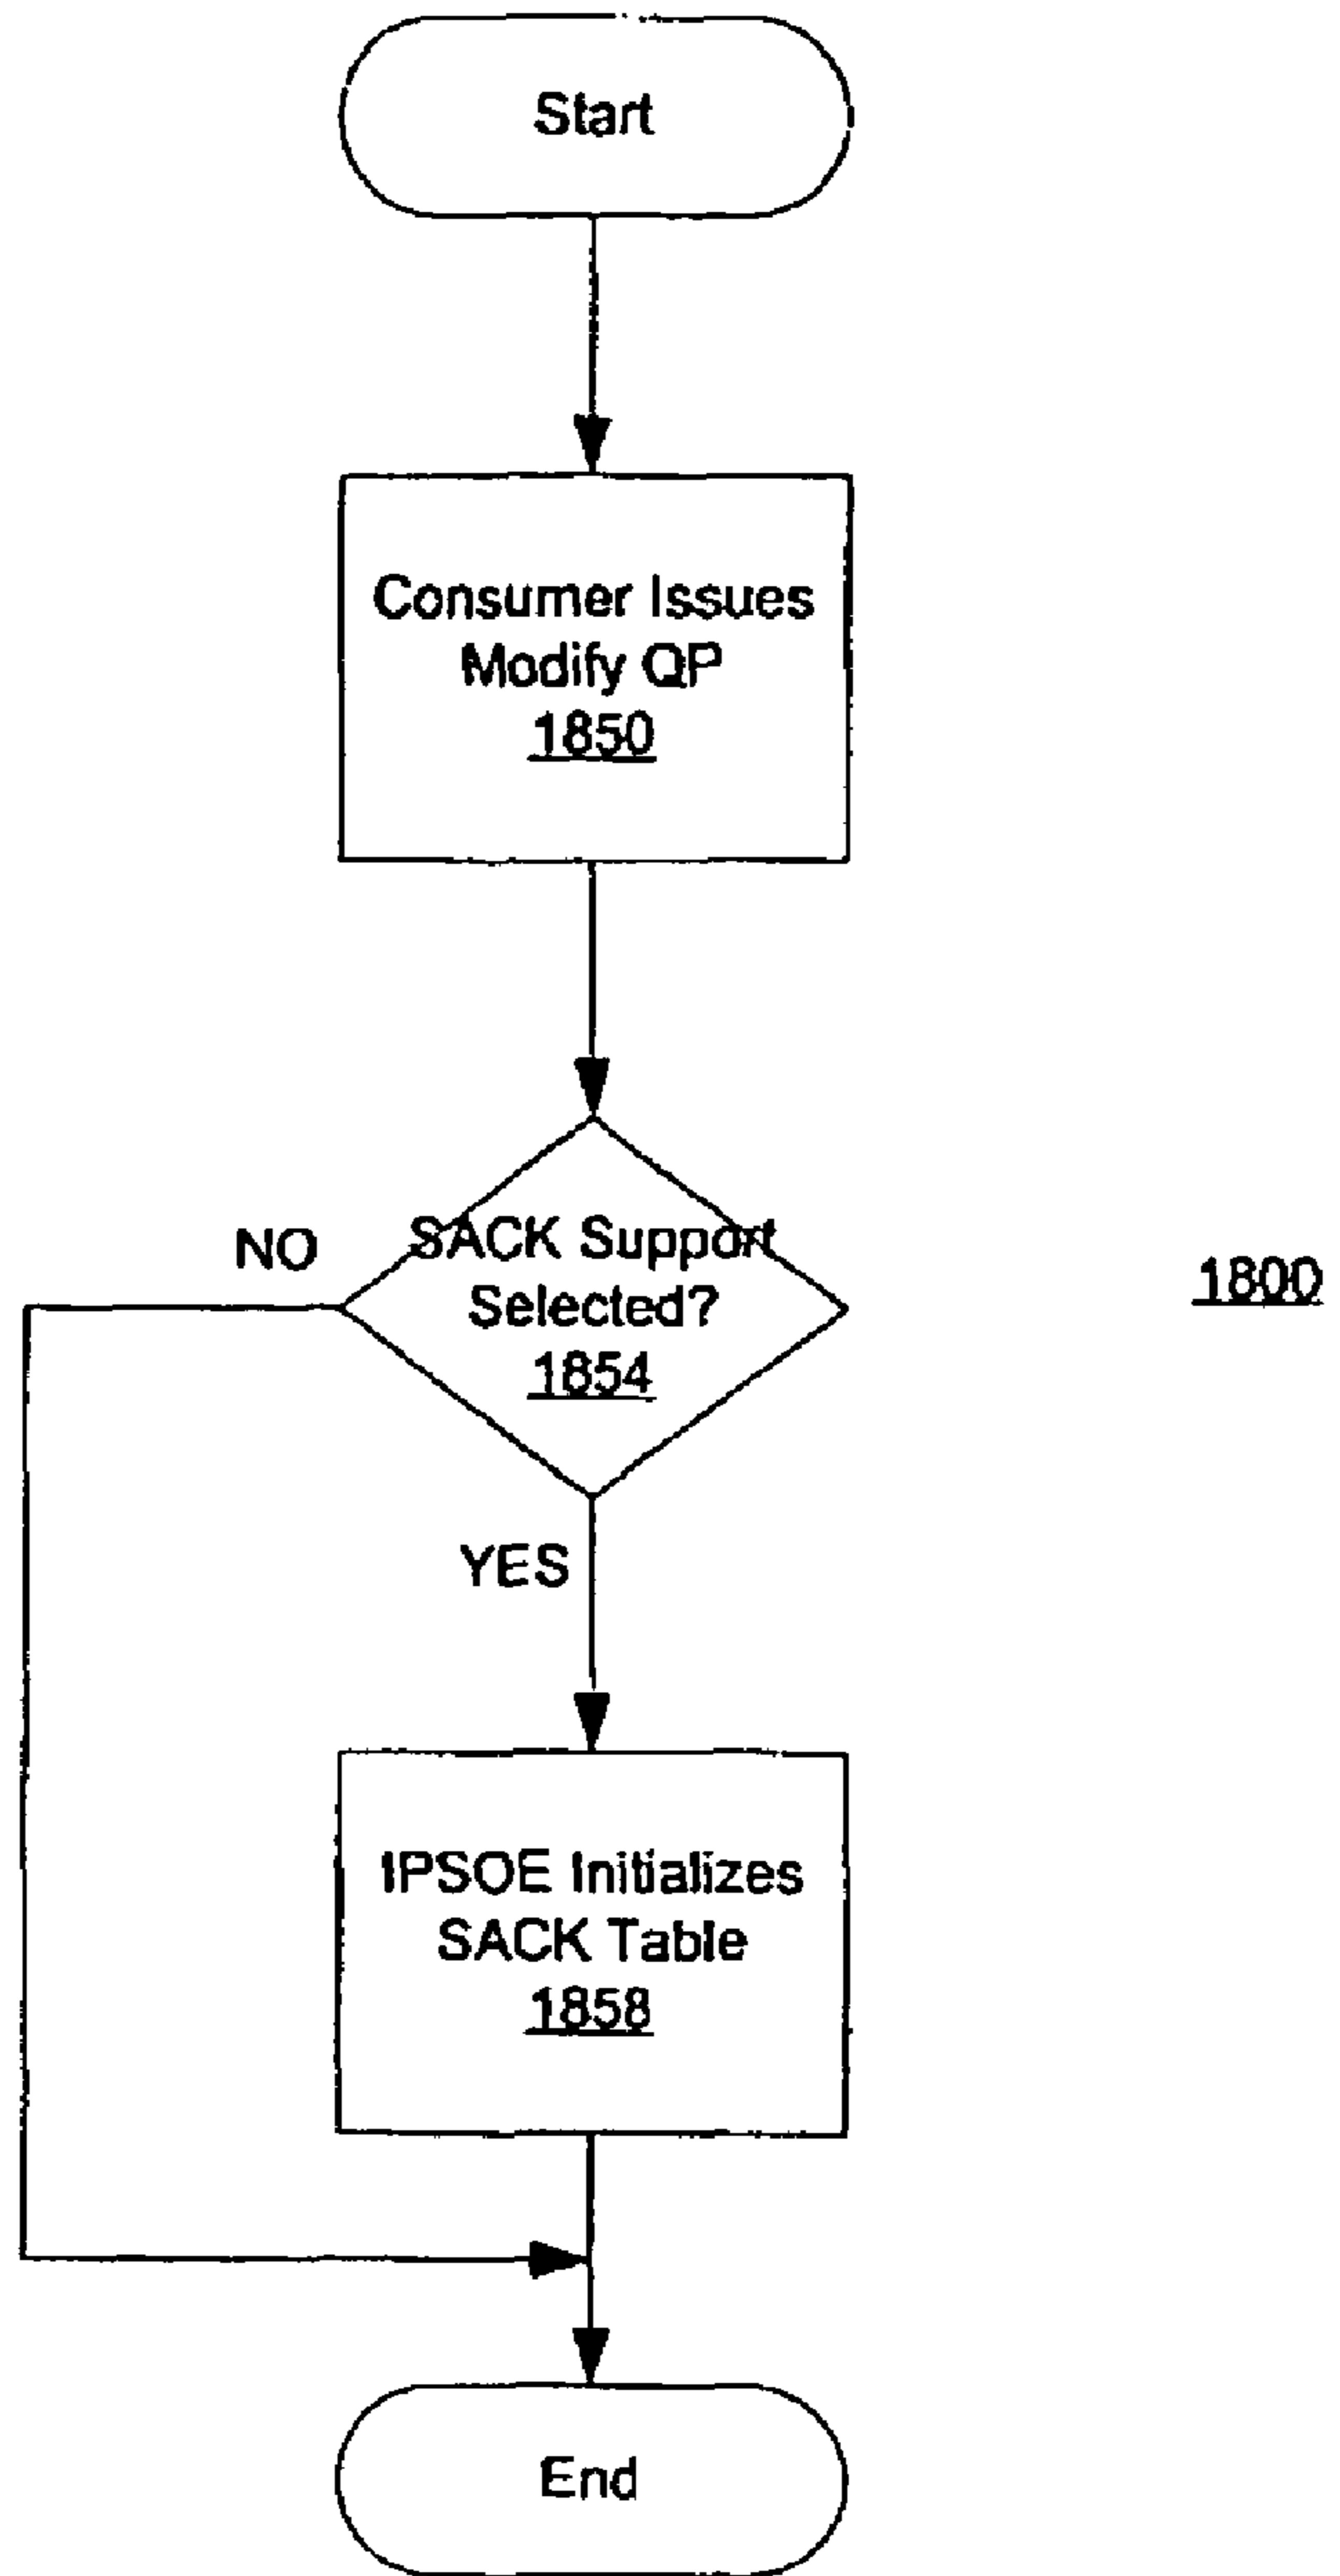 Start
Consumer Issues
Modify QP
1850
NO
SACK Support
Selected?
1854
1800
YES
IPSOE Initializes
SACK Table
1858
End